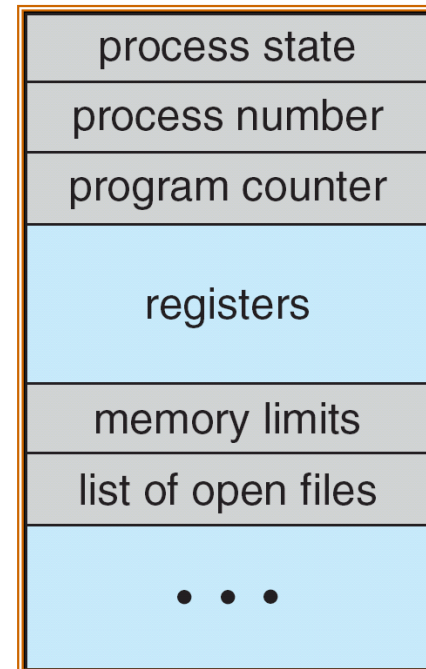 process state
process number
program counter
registers
memory limits
list of open files
• • •